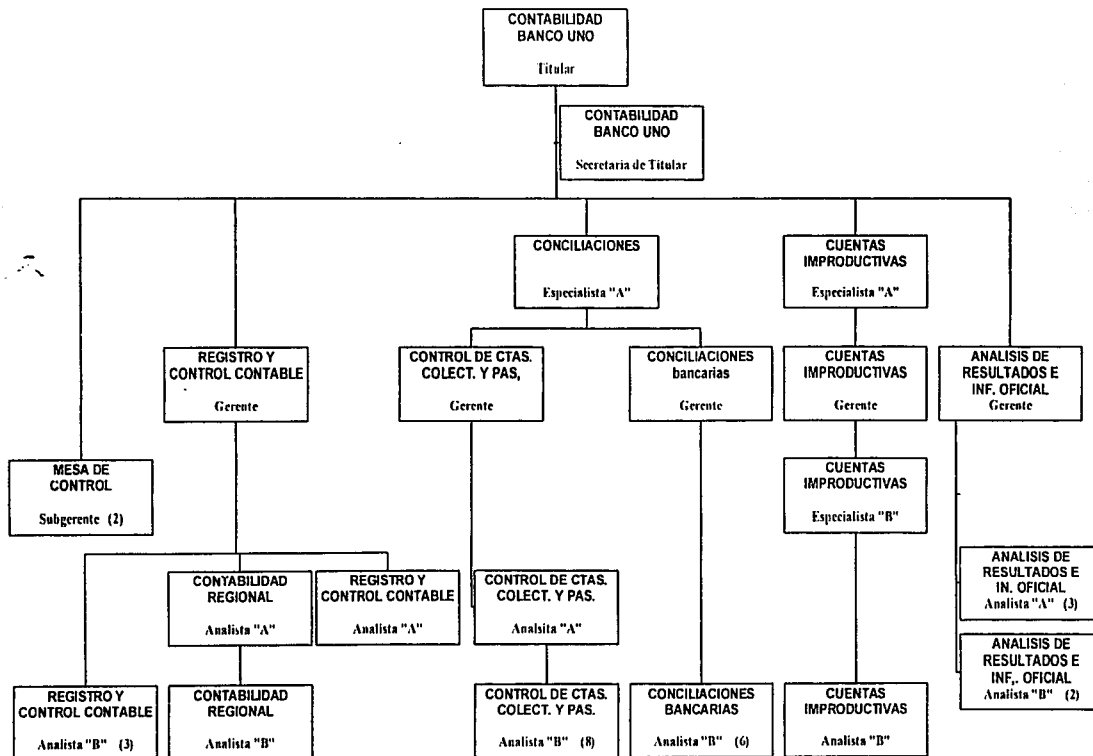 CONTABILIDAD
BANCO UNO
Titular
CONTABILIDAD
BANCO UNO
Secretaria de Titular
CONCILIACIONES
Especialista "A"
CUENTAS
IMPRODUCTIVAS
Especialista "A"
REGISTRO Y
CONTROL CONTABLE
Gerente
CONTROL DE CTAS.
COLECT. Y PAS,
Gerente
CONCILIACIONES
bancarias
Gerente
CUENTAS
IMPRODUCTIVAS
Gerente
ANALISIS DE
RESULTADOS E
INF. OFICIAL
Gerente
MESA DE
CONTROL
Subgerente (2)
CUENTAS
IMPRODUCTIVAS
Especialista "B"
CONTABILIDAD
REGIONAL
Analista "A"
REGISTRO Y
CONTROL CONTABLE
Analista "A"
CONTROL DE CTAS.
COLECT. Y PAS.
Analsita "A"
ANALISIS DE
RESULTADOS E
IN. OFICIAL
Analista "A" (3)
REGISTRO Y
CONTROL CONTABLE
Analista "B" (3)
CONTABILIDAD
REGIONAL
Analista "B"
CONTROL DE CTAS.
COLECT. Y PAS.
Analista "B" (8)
CONCILIACIONES
BANCARIAS
Analista "B" (6)
CUENTAS
IMPRODUCTIVAS
Analista "B"
ANALISIS DE
RESULTADOS E
INF,. OFICIAL
Analista "B" (2)